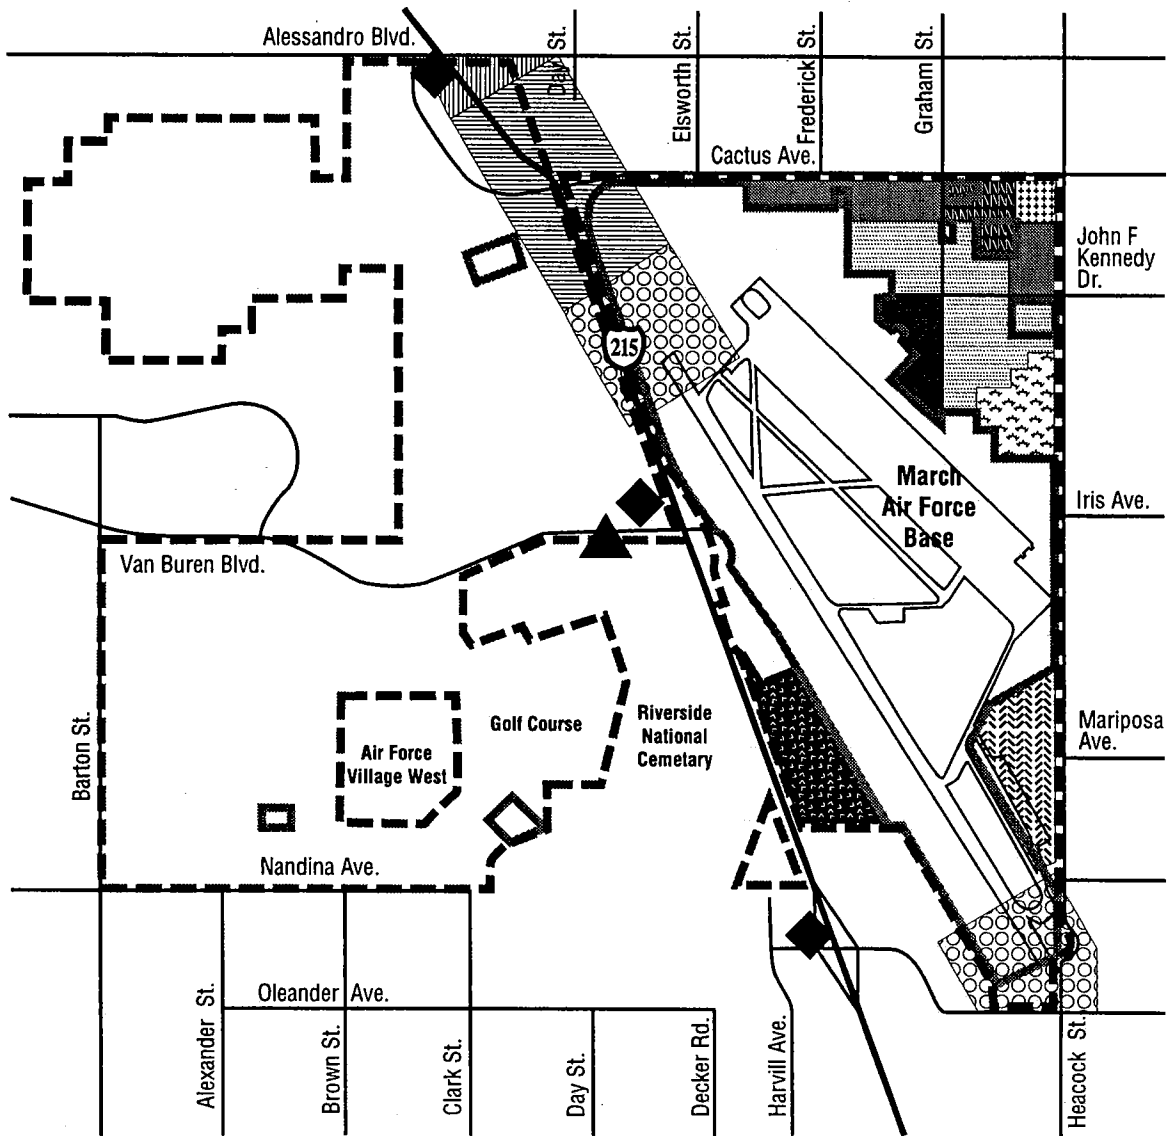 Alessandro Blvd.
Day St.
Elsworth St.
Frederick St.
Graham St.
Cactus Ave.
John F
Kennedy
Dr.
215
March
Air Force
Base
Iris Ave.
Van Buren Blvd.
Barton St.
Golf Course
Riverside
National
Cemetary
Mariposa
Ave.
Air Force
Village West
Nandina Ave.
Oleander Ave.
Alexander St.
Brown St.
Clark St.
Day St.
Decker Rd.
Harvill Ave.
Heacock St.